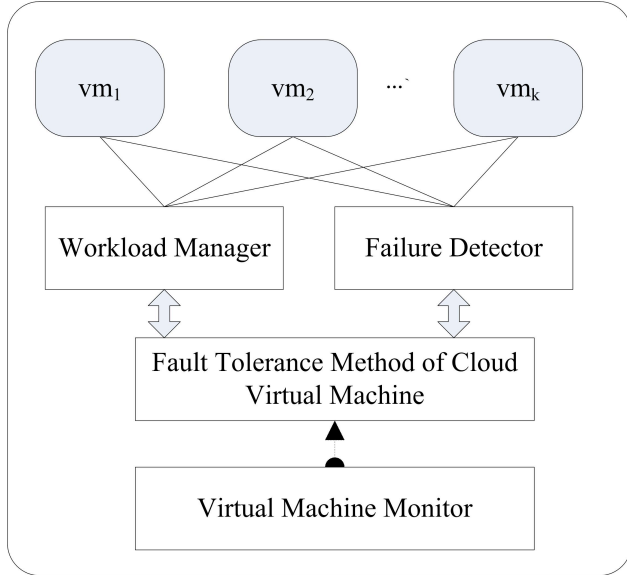 vm₁ vm₂ ...` vmₖ
Workload Manager Failure Detector
Fault Tolerance Method of Cloud
Virtual Machine
Virtual Machine Monitor